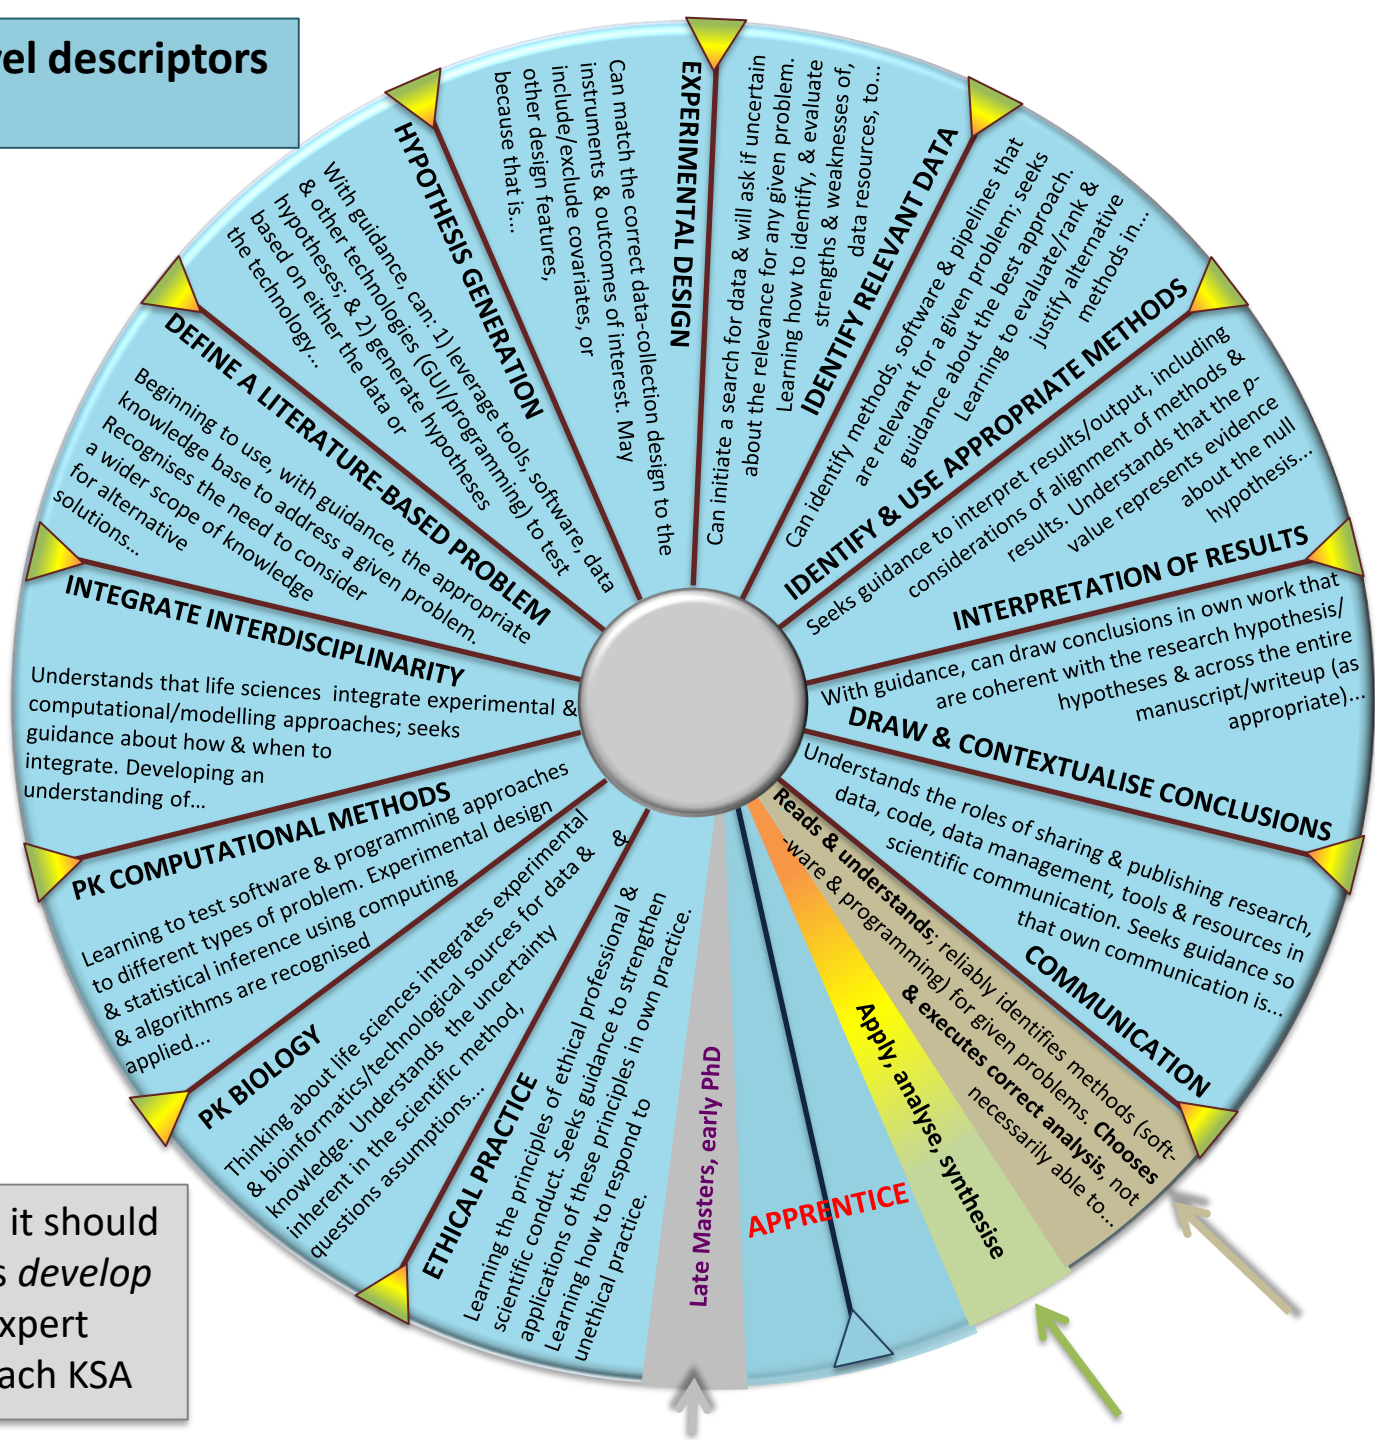 vel descriptors
EXPERIMENTAL DESIGN
Can initiate a search for data & will ask if uncertain
about the relevance for any given problem.
Learning how to identify, & evaluate
strengths & weaknesses of,
data resources, to...
IDENTIFY RELEVANT DATA
Can identify methods, software & pipelines that
are relevant for a given problem; seeks
guidance about the best approach.
Learning to evaluate/rank &
justify alternative
methods in...
IDENTIFY & USE APPROPRIATE METHODS
Seeks guidance to interpret results/output, including
considerations of alignment of methods &
results. Understands that the p-
value represents evidence
about the null
hypothesis...
INTERPRETATION OF RESULTS
With guidance, can draw conclusions in own work that
are coherent with the research hypothesis/
hypotheses & across the entire
manuscript/writeup (as
appropriate)...
DRAW & CONTEXTUALISE CONCLUSIONS
Understands the roles of sharing & publishing research,
data, code, data management, tools & resources in
scientific communication. Seeks guidance so
that own communication is...
COMMUNICATION
Reads & understands; reliably identifies methods (soft-
-ware & programming) for given problems. Chooses
& executes correct analysis, not
necessarily able to...
Apply, analyse, synthesise
APPRENTICE
Late Masters, early PhD
Learning the principles of ethical professional &
scientific conduct. Seeks guidance to strengthen
applications of these principles in own practice.
Learning how to respond to
unethical practice.
ETHICAL PRACTICE
&
Thinking about life sciences integrates experimental
& bioinformatics/technological sources for data &
knowledge. Understands the uncertainty
inherent in the scientific method,
questions assumptions...
PK BIOLOGY
Learning to test software & programming approaches
to different types of problem. Experimental design
& statistical inference using computing
& algorithms are recognised
applied...
PK COMPUTATIONAL METHODS
Understands that life sciences integrate experimental &
computational/modelling approaches; seeks
guidance about how & when to
integrate. Developing an
understanding of...
INTEGRATE INTERDISCIPLINARITY
Beginning to use, with guidance, the appropriate
knowledge base to address a given problem.
Recognises the need to consider
a wider scope of knowledge
for alternative
solutions...
DEFINE A LITERATURE-BASED PROBLEM
With guidance, can: 1) leverage tools, software, data
& other technologies (GUI/programming) to test
hypotheses; & 2) generate hypotheses
based on either the data or
the technology...
HYPOTHESIS GENERATION
Can match the correct data-collection design to the
instruments & outcomes of interest. May
include/exclude covariates, or
other design features,
because that is...
it should
s develop
xpert
ach KSA